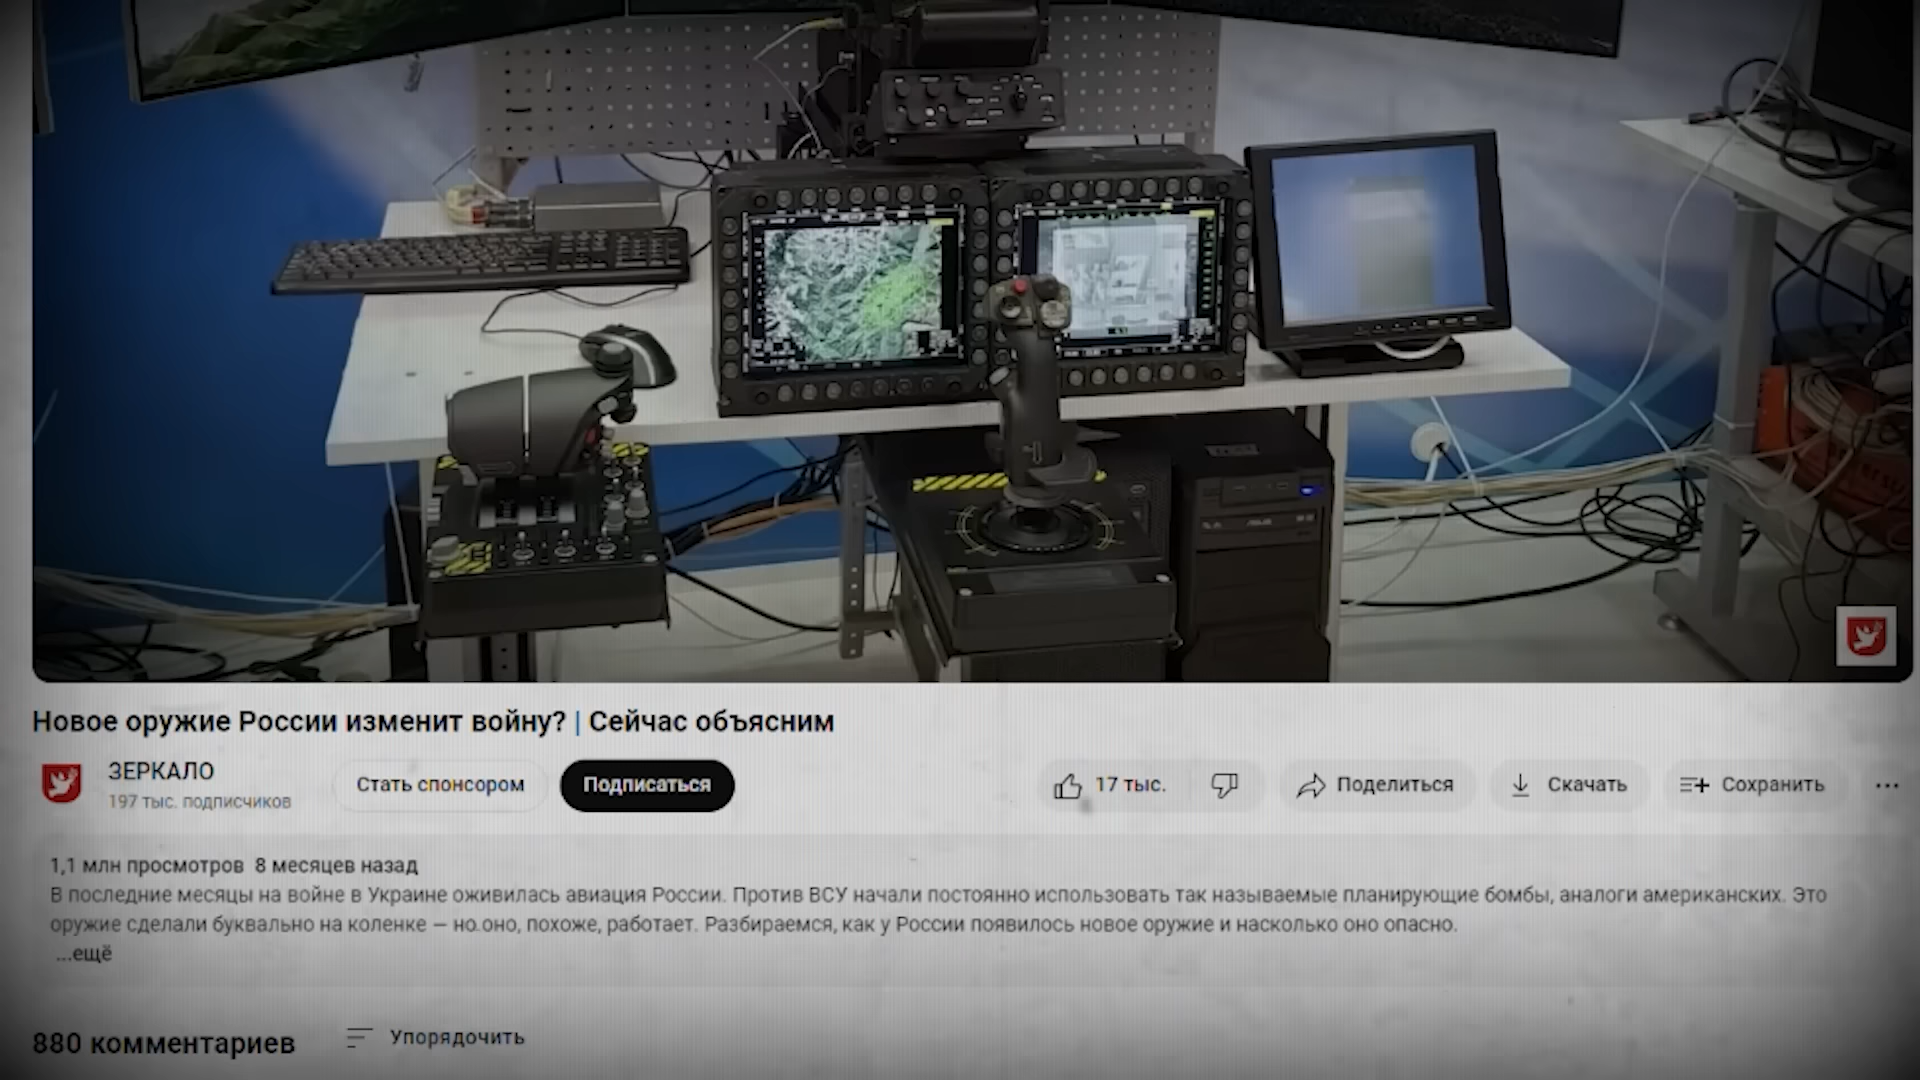 Новое оружие России изменит войну? | Сейчас объясним
ЗЕРКАЛО
197 тыс. подписчиков
Стать спонсором
Подписаться
17 тыс.
Поделиться
Скачать
Сохранить
1,1 млн просмотров 8 месяцев назад
В последние месяцы на войне в Украине оживилась авиация России. Против ВСУ начали постоянно использовать так называемые планирующие бомбы, аналоги американских. Это
оружие сделали буквально на коленке — но оно, похоже, работает. Разбираемся, как у России появилось новое оружие и насколько оно опасно.
...ещё
880 комментариев
Упорядочить